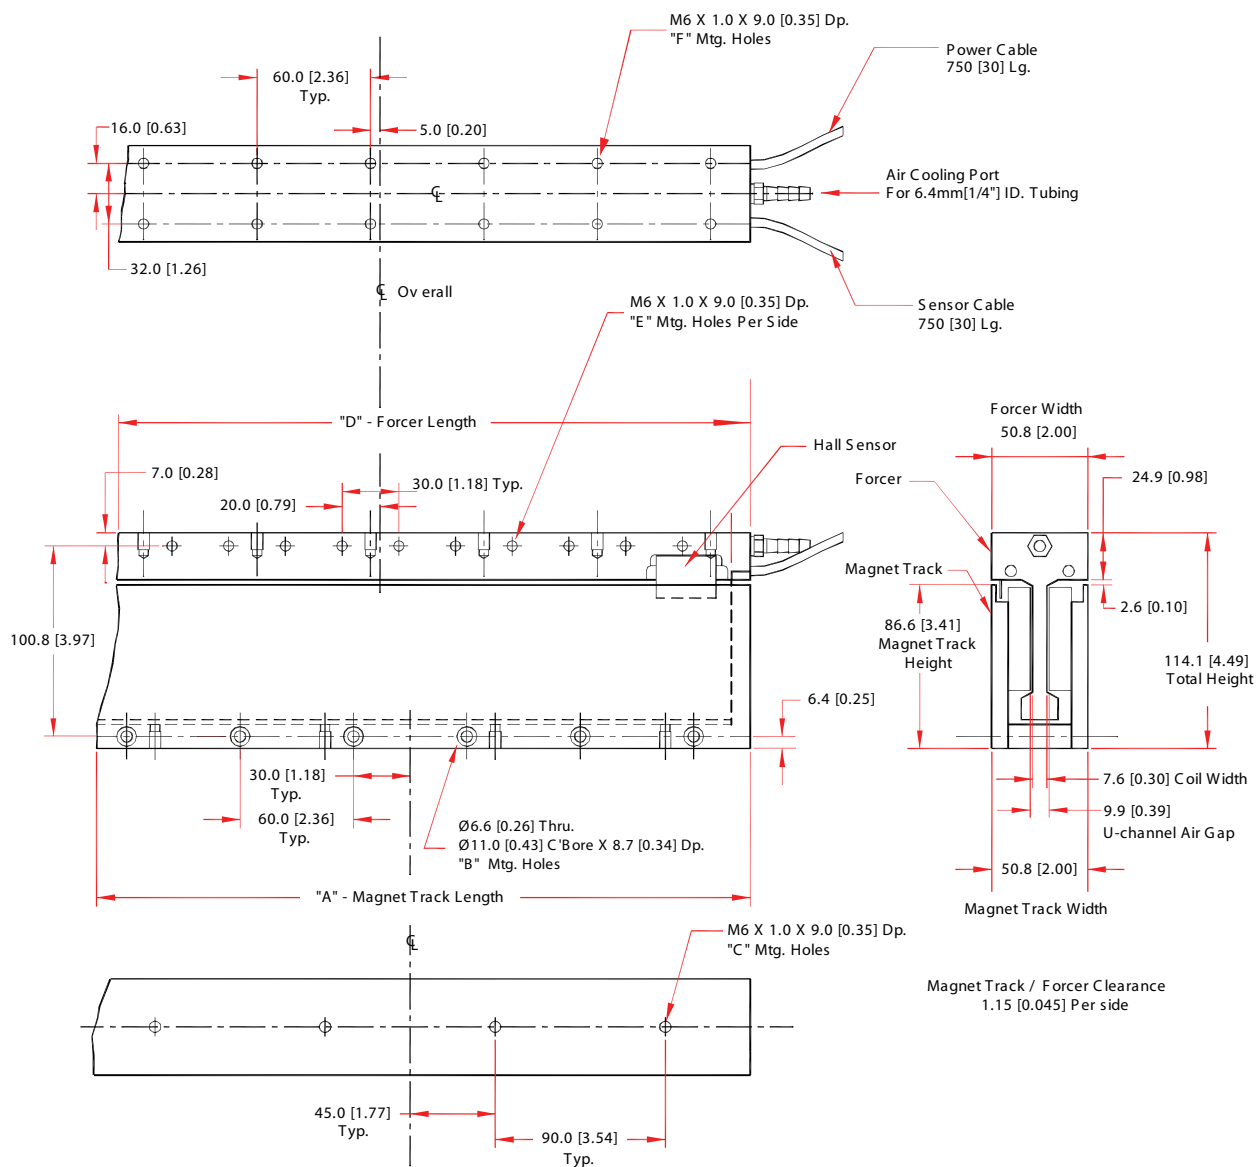 M6 X 1.0 X 9.0 [0.35] Dp.
"F" Mtg. Holes
Power Cable
750 [30] Lg.
60.0 [2.36]
Typ.
16.0 [0.63]
5.0 [0.20]
Air Cooling Port
For 6.4mm[1/4"] ID. Tubing
℄
32.0 [1.26]
℄ Ov erall
M6 X 1.0 X 9.0 [0.35] Dp.
"E" Mtg. Holes Per Side
Sensor Cable
750 [30] Lg.
"D" - Forcer Length
Forcer Width
50.8 [2.00]
Hall Sensor
7.0 [0.28]
30.0 [1.18] Typ.
20.0 [0.79]
Forcer
24.9 [0.98]
Magnet Track
2.6 [0.10]
86.6 [3.41]
Magnet Track
Height
100.8 [3.97]
114.1 [4.49]
Total Height
6.4 [0.25]
30.0 [1.18]
Typ.
60.0 [2.36]
Typ.
7.6 [0.30] Coil Width
9.9 [0.39]
U-channel Air Gap
Ø6.6 [0.26] Thru.
Ø11.0 [0.43] C'Bore X 8.7 [0.34] Dp.
"B" Mtg. Holes
50.8 [2.00]
Magnet Track Width
"A" - Magnet Track Length
℄
M6 X 1.0 X 9.0 [0.35] Dp.
"C" Mtg. Holes
Magnet Track / Forcer Clearance
1.15 [0.045] Per side
45.0 [1.77]
Typ.
90.0 [3.54]
Typ.